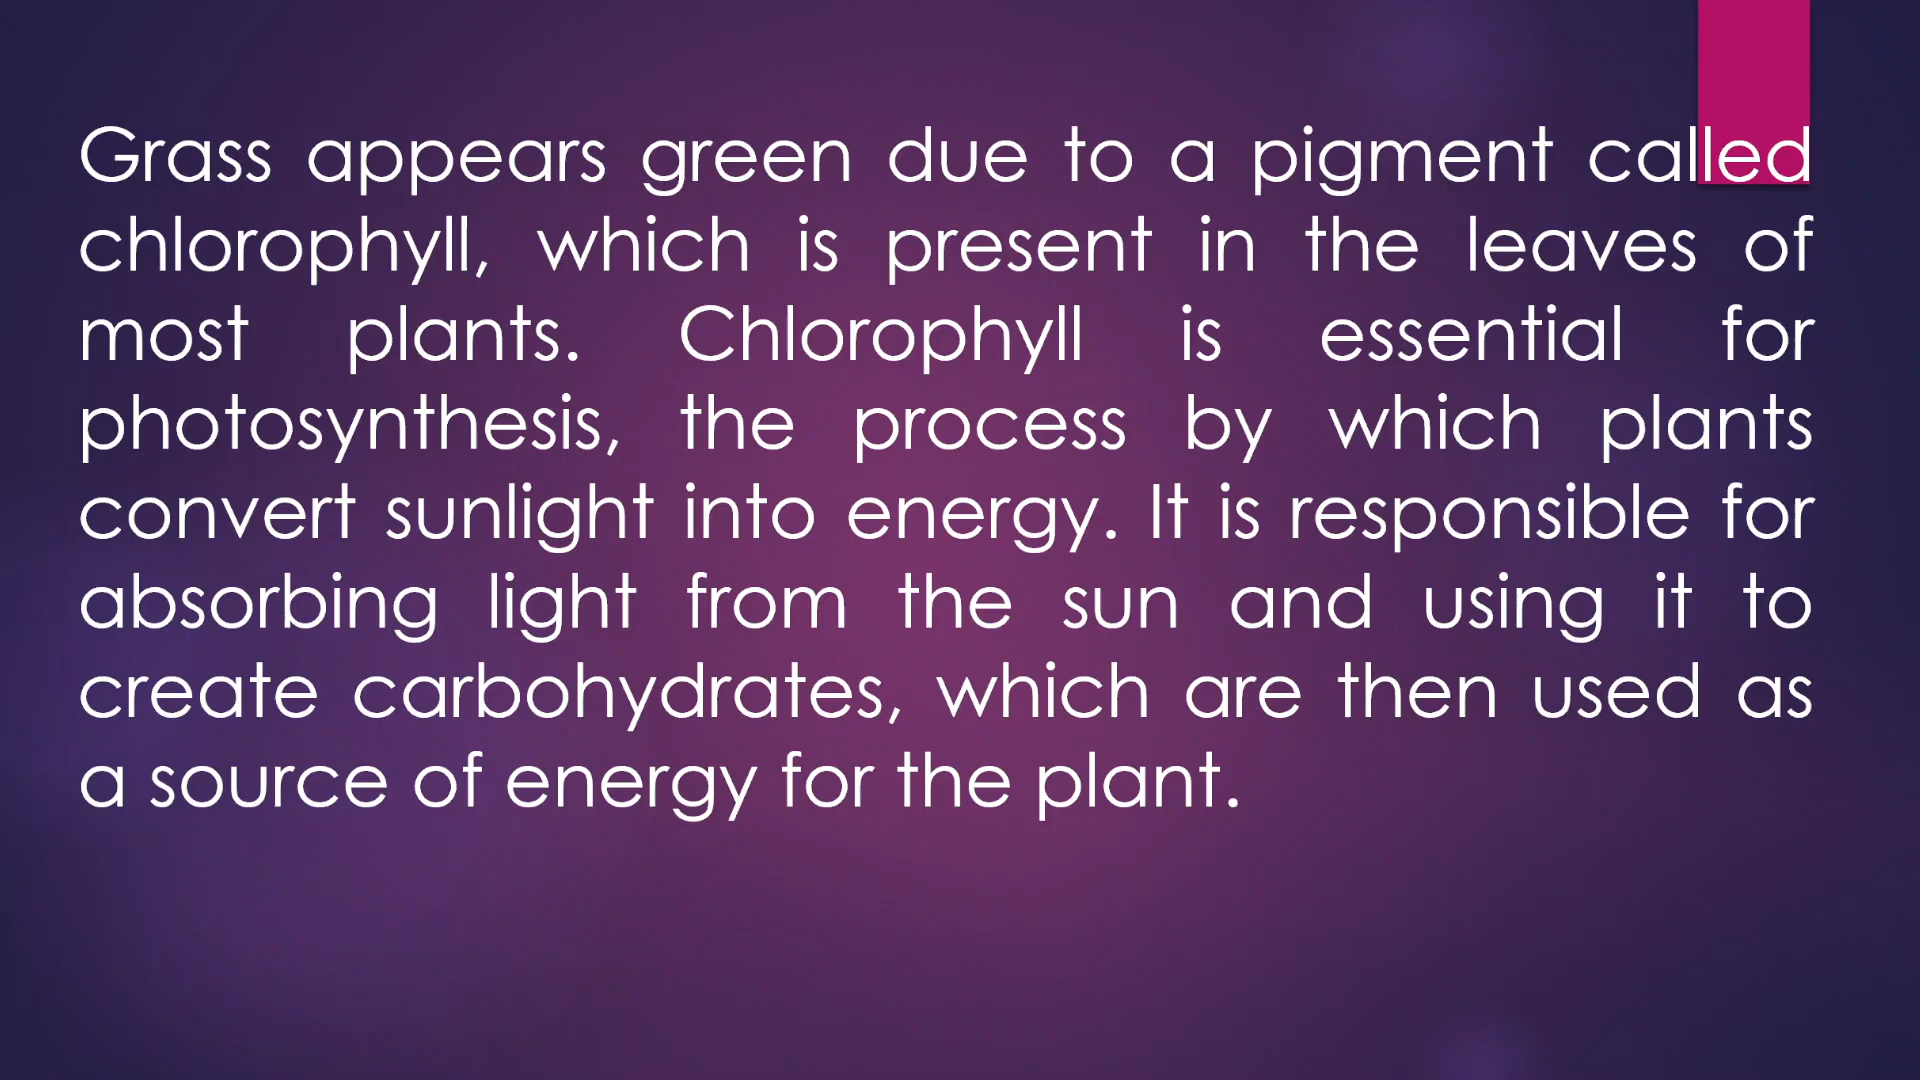 Grass appears green due to a pigment called
chlorophyll, which is present in the leaves of
most plants. Chlorophyll is essential for
photosynthesis, the process by which plants
convert sunlight into energy. It is responsible for
absorbing light from the sun and using it to
create carbohydrates, which are then used as
a source of energy for the plant.